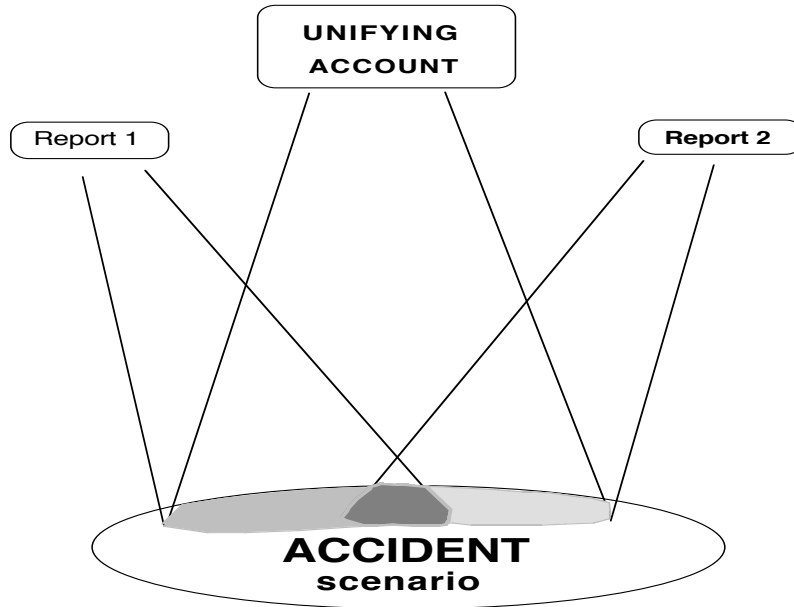 UNIFYING
ACCOUNT
Report 1
Report 2
ACCIDENT
scenario